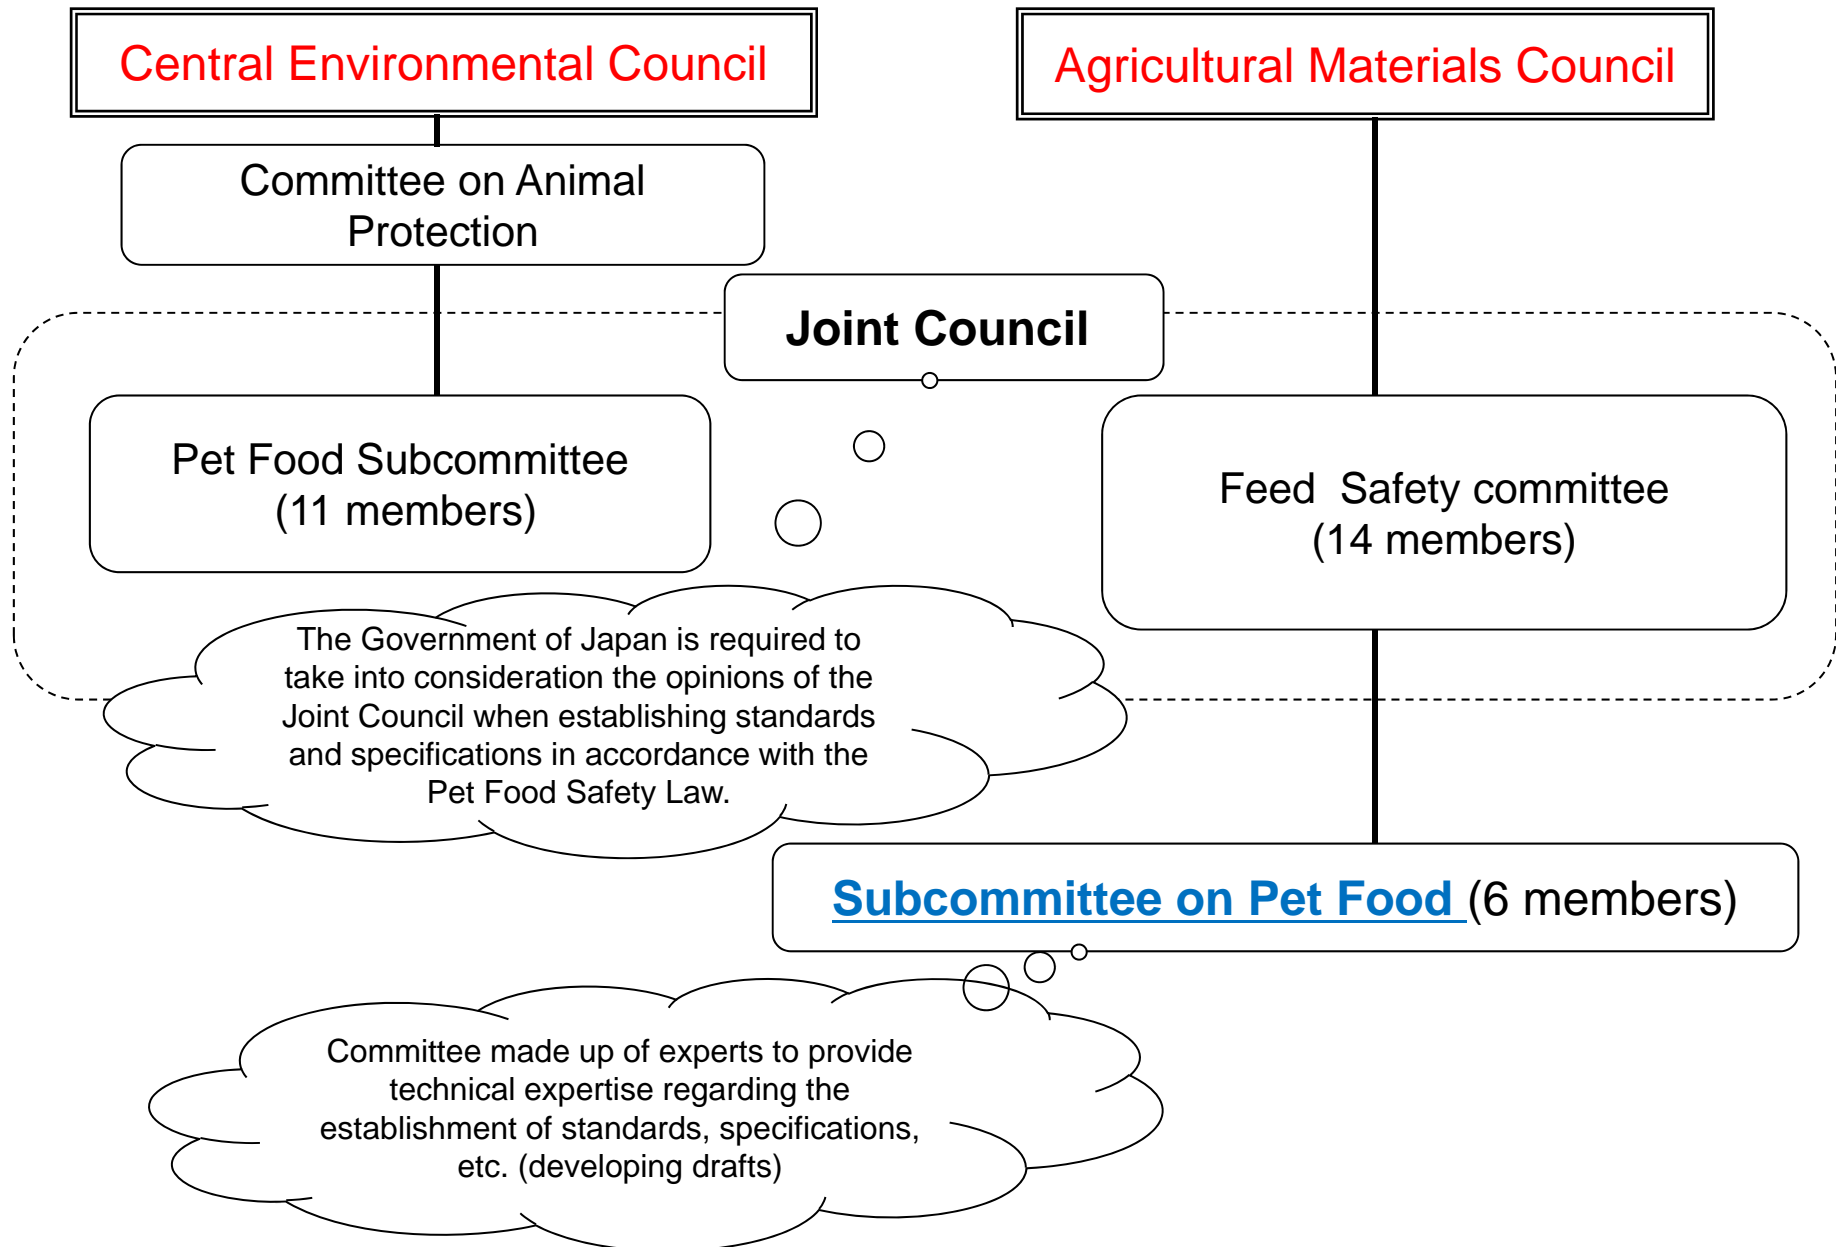 Central Environmental Council
Agricultural Materials Council
Committee on Animal
Protection
Joint Council
Pet Food Subcommittee
(11 members)
Feed  Safety committee
(14 members)
The Government of Japan is required to
take into consideration the opinions of the
Joint Council when establishing standards
and specifications in accordance with the
Pet Food Safety Law.
Subcommittee on Pet Food (6 members)
Committee made up of experts to provide
technical expertise regarding the
establishment of standards, specifications,
etc. (developing drafts)